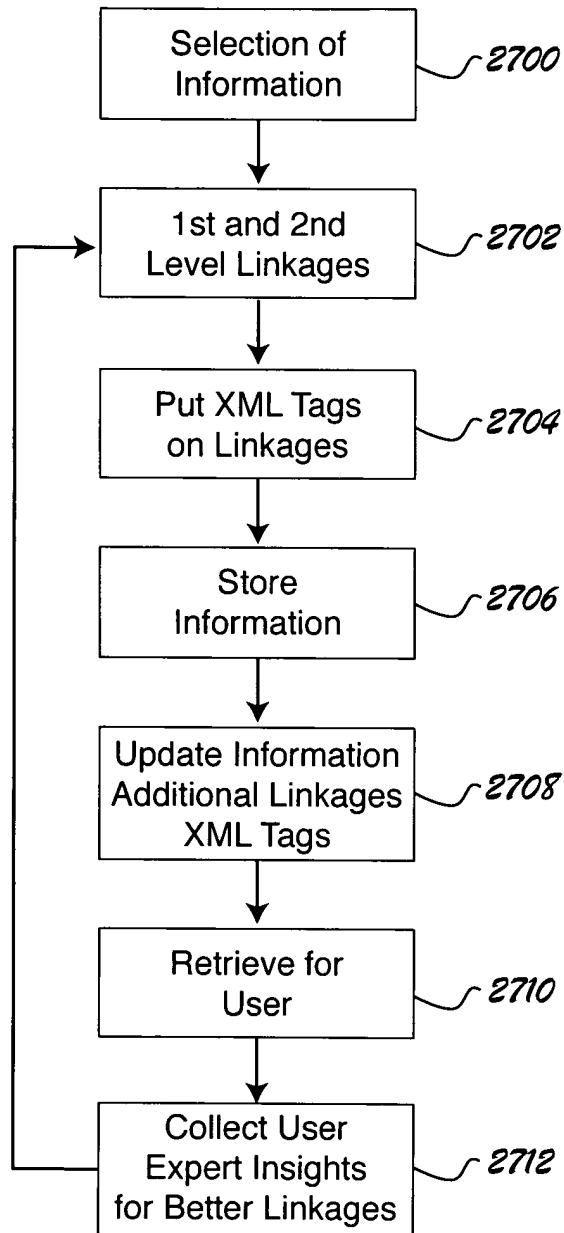 Selection of
Information
2700
1st and 2nd
Level Linkages
2702
Put XML Tags
on Linkages
2704
Store
Information
2706
Update Information
Additional Linkages
XML Tags
2708
Retrieve for
User
2710
Collect User
Expert Insights
for Better Linkages
2712